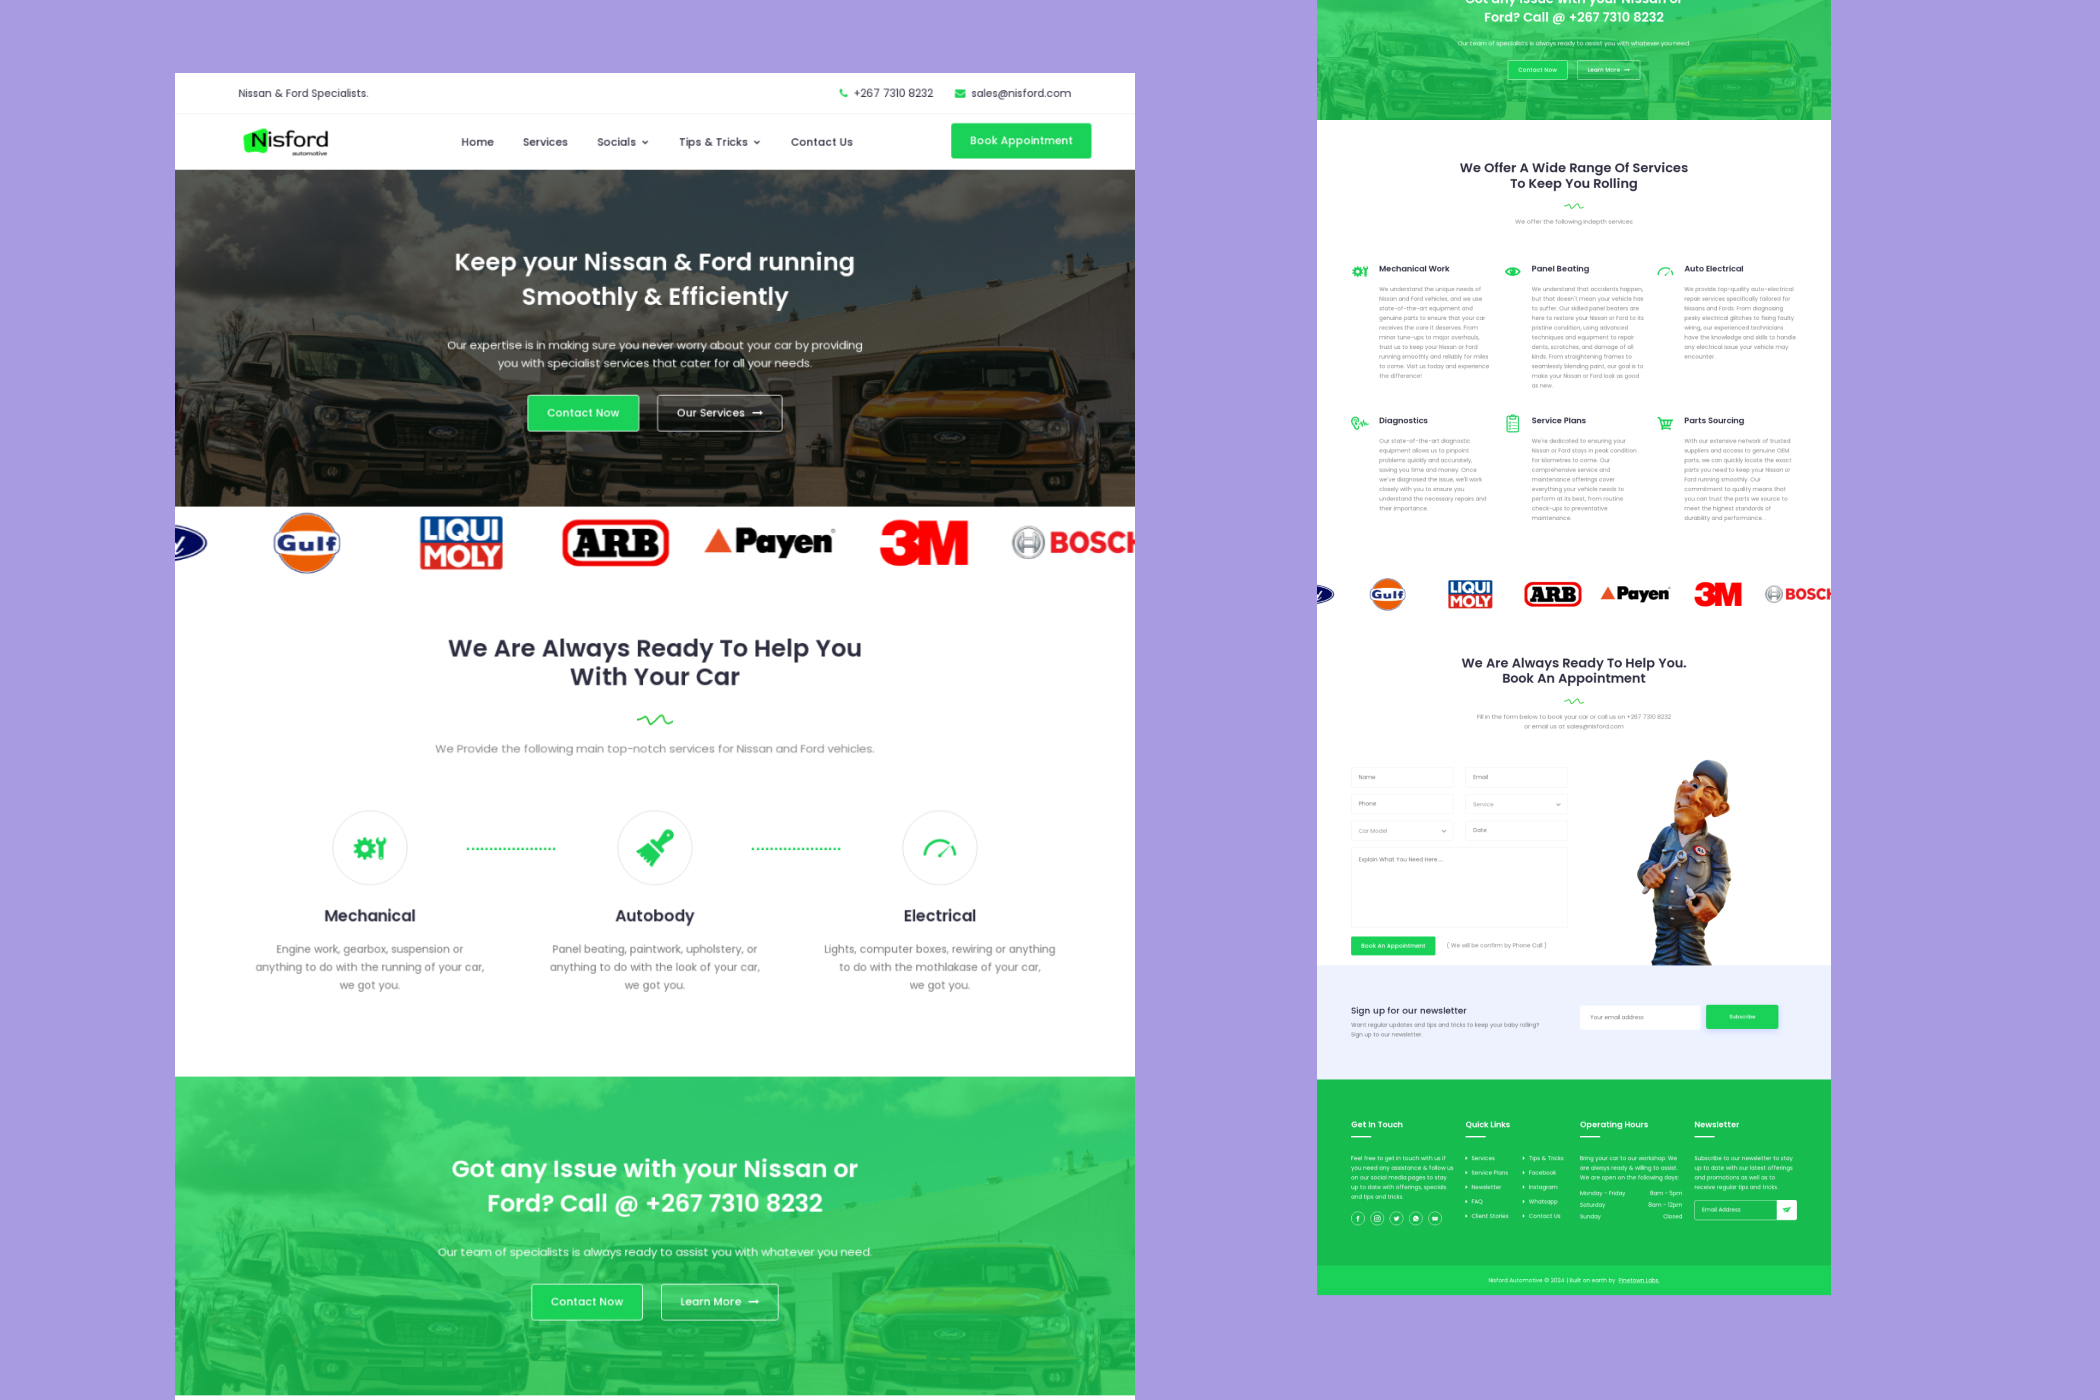 Nissan & Ford Specialists.
+267 7310 8232
sales@nisford.com
Nisford
automotive
Home
Services
Socials
Tips & Tricks
Contact Us
Book Appointment
Keep your Nissan & Ford running
Smoothly & Efficiently
Our expertise is in making sure you never worry about your car by providing
you with specialist services that cater for all your needs.
Contact Now
Our Services
Gulf
LIQUI
MOLY
ARB
Payen
3M
BOSCH
We Are Always Ready To Help You
With Your Car
We Provide the following main top-notch services for Nissan and Ford vehicles.
Mechanical
Engine work, gearbox, suspension or
anything to do with the running of your car,
we got you.
Autobody
Panel beating, paintwork, upholstery, or
anything to do with the look of your car,
we got you.
Electrical
Lights, computer boxes, rewiring or anything
to do with the mothlakase of your car,
we got you.
Got any Issue with your Nissan or
Ford? Call @ +267 7310 8232
Our team of specialists is always ready to assist you with whatever you need.
Contact Now
Learn More
Got any Issue with your Nissan or
Ford? Call @ +267 7310 8232
Our team of specialists is always ready to assist you with whatever you need.
Contact Now
Learn More
We Offer A Wide Range Of Services
To Keep You Rolling
We offer the following indepth services
Mechanical Work
We understand the unique needs of
Nissan and Ford vehicles, and we use
state-of-the-art equipment and
genuine parts to ensure that your car
receives the care it deserves. From
minor tune-ups to major overhauls,
trust us to keep your Nissan or Ford
running smoothly and reliably for miles
to come. Visit us today and experience
the difference!
Panel Beating
We understand that accidents happen,
but that doesn't mean your vehicle has
to suffer. Our skilled panel beaters are
here to restore your Nissan or Ford to its
pristine condition, using advanced
techniques and equipment to repair
dents, scratches, and damage of all
kinds. From straightening frames to
seamlessly blending paint, our goal is to
make your Nissan or Ford look as good
as new.
Auto Electrical
We provide top-quality auto-electrical
repair services specifically tailored for
Nissans and Fords. From diagnosing
pesky electrical glitches to fixing faulty
wiring, our experienced technicians
have the knowledge and skills to handle
any electrical issue your vehicle may
encounter.
Diagnostics
Our state-of-the-art diagnostic
equipment allows us to pinpoint
problems quickly and accurately,
saving you time and money. Once
we've diagnosed the issue, we'll work
closely with you to ensure you
understand the necessary repairs and
their importance.
Service Plans
We're dedicated to ensuring your
Nissan or Ford stays in peak condition
for kilometres to come. Our
comprehensive service and
maintenance offerings cover
everything your vehicle needs to
perform at its best, from routine
check-ups to preventative
maintenance.
Parts Sourcing
With our extensive network of trusted
suppliers and access to genuine OEM
parts, we can quickly locate the exact
parts you need to keep your Nissan or
Ford running smoothly. Our
commitment to quality means that
you can trust the parts we source to
meet the highest standards of
durability and performance.
Gulf
LIQUI
MOLY
ARB
Payen
3M
BOSCH
We Are Always Ready To Help You.
Book An Appointment
Fill in the form below to book your car or call us on +267 7310 8232
or email us at sales@nisford.com
Name
Email
Phone
Service
Car Model
Date
Explain What You Need Here....
Book An Appointment
( We will be confirm by Phone Call )
Sign up for our newsletter
Want regular updates and tips and tricks to keep your baby rolling?
Sign up to our newsletter.
Your email address
Subscribe
Get In Touch
Feel free to get in touch with us if
you need any assistance & follow us
on our social media pages to stay
up to date with offerings, specials
and tips and tricks.
Quick Links
Services
Service Plans
Newsletter
FAQ
Client Stories
Tips & Tricks
Facebook
Instagram
Whatsapp
Contact Us
Operating Hours
Bring your car to our workshop. We
are always ready & willing to assist.
We are open on the following days:
Monday - Friday 8am - 5pm
Saturday 8am - 12pm
Sunday Closed
Newsletter
Subscribe to our newsletter to stay
up to date with our latest offerings
and promotions as well as to
receive regular tips and tricks.
Email Address
Nisford Automotive © 2024 | Built on earth by Pinetown Labs.